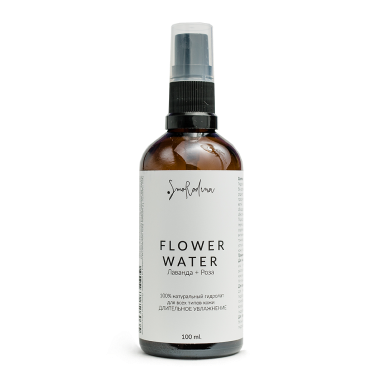 SmoRodina
FLOWER
WATER
Лаванда + Роза
100% натуральный гидролат
для всех типов кожи
ДЛИТЕЛЬНОЕ УВЛАЖНЕНИЕ
100 ml.